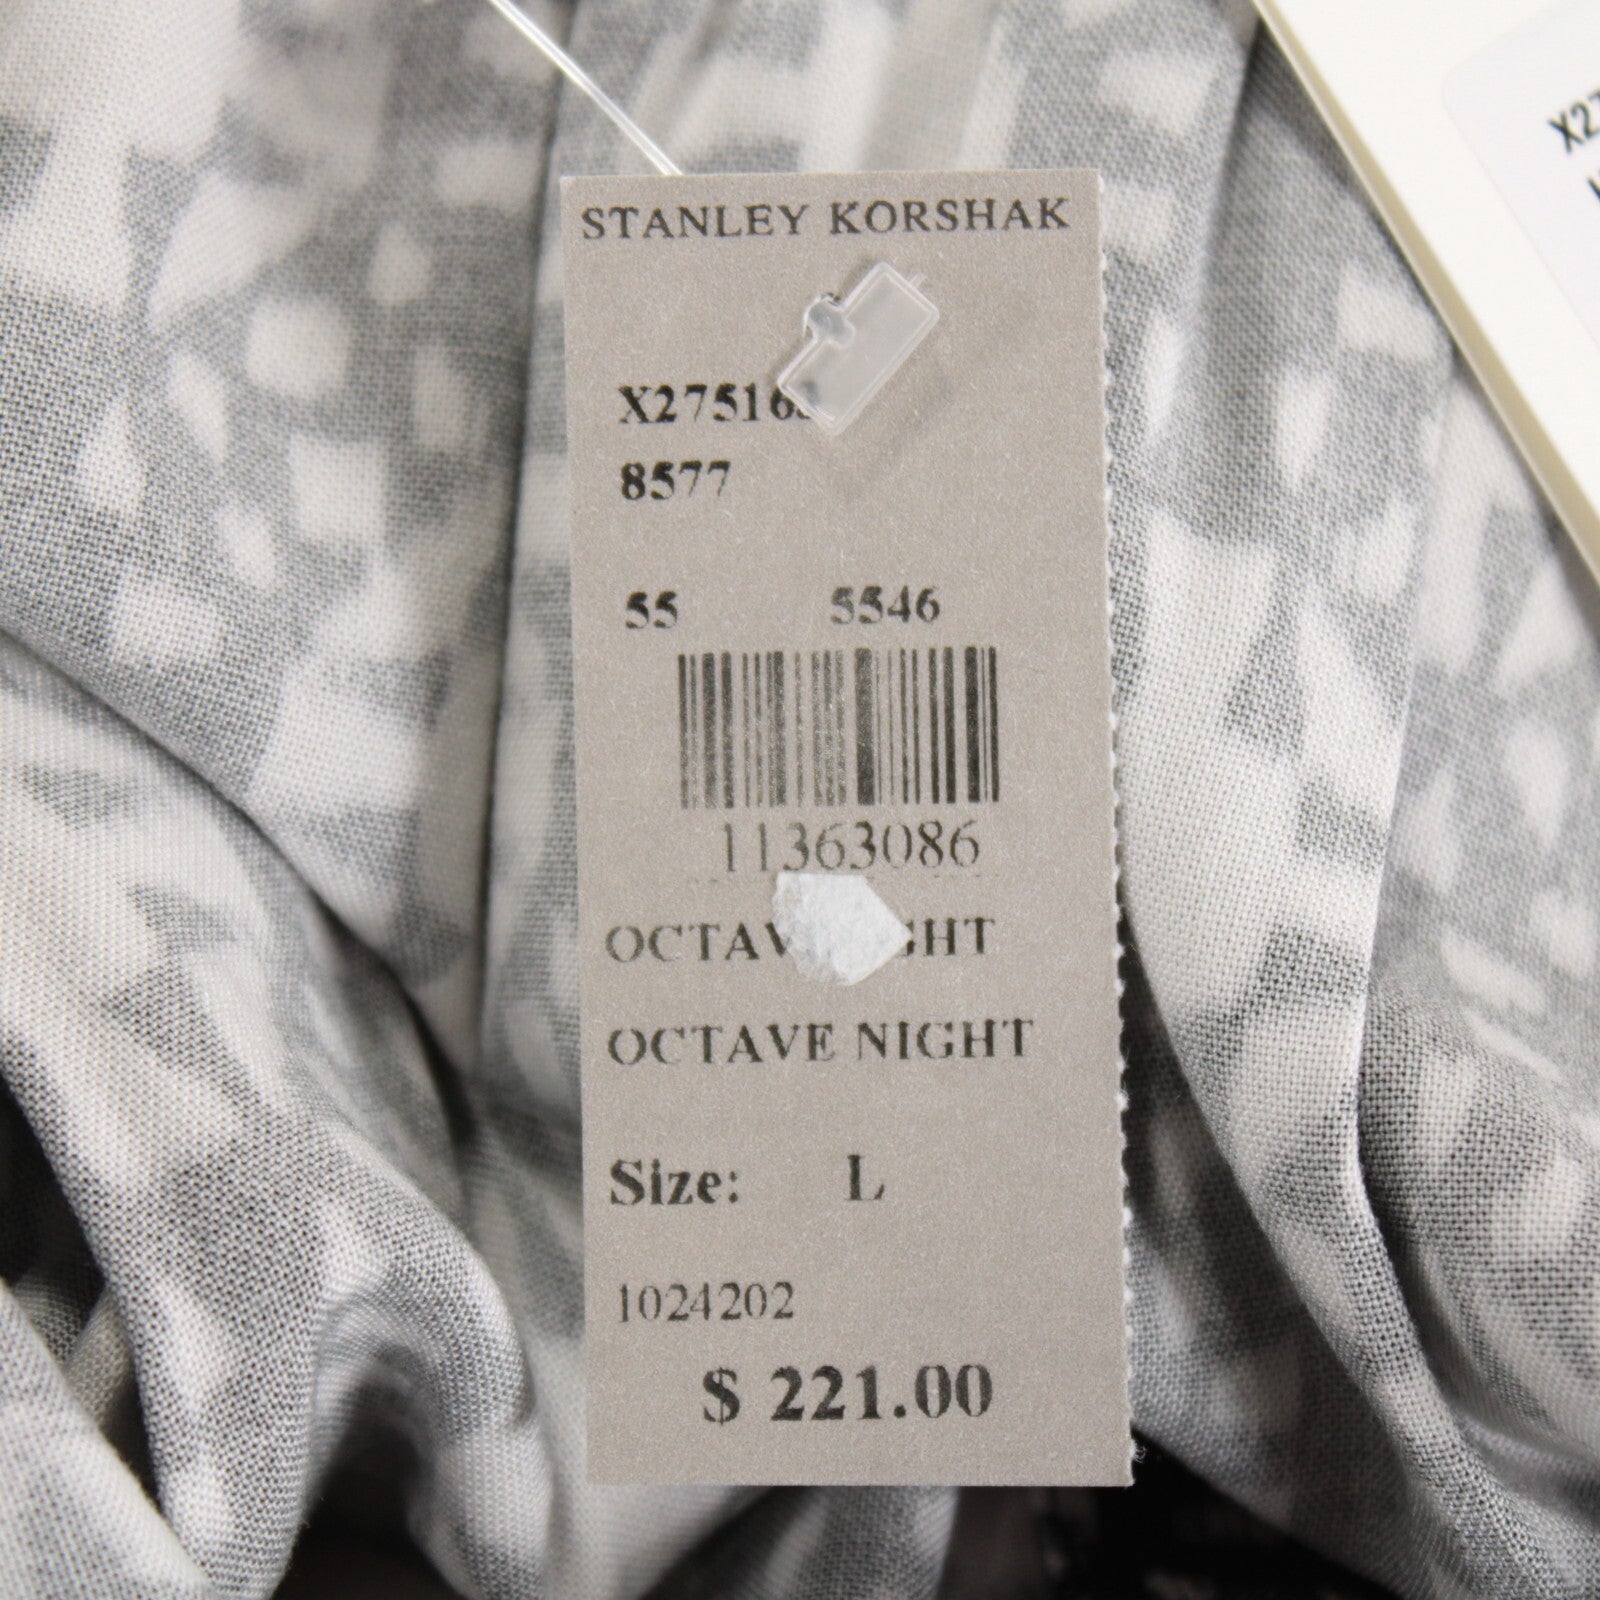 STANLEY KORSHAK
8577
55 5546
11363086
OCTAVE NIGHT
Size: L
1024202
$ 221.00